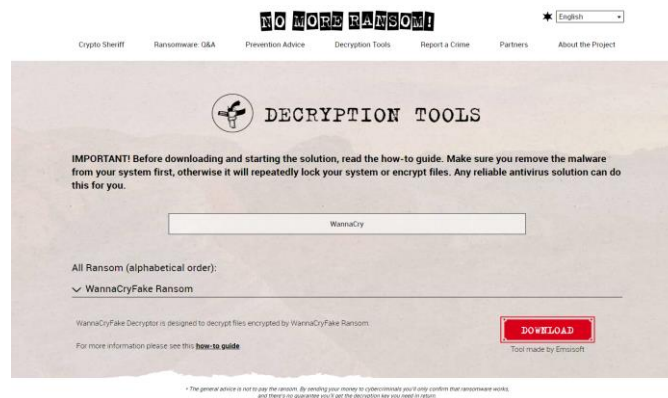 NO MORE RANSOM!
English
Crypto Sheriff Ransomware: Q&A Prevention Advice Decryption Tools Report a Crime Partners About the Project
DECRYPTION TOOLS
IMPORTANT! Before downloading and starting the solution, read the how-to guide. Make sure you remove the malware
from your system first, otherwise it will repeatedly lock your system or encrypt files. Any reliable antivirus solution can do
this for you.
WannaCry
All Ransom (alphabetical order):
WannaCryFake Ransom
WannaCryFake Decryptor is designed to decrypt files encrypted by WannaCryFake Ransom.
DOWNLOAD
For more information please see this how-to guide.
Tool made by Emsisoft
* The general advice is not to pay the ransom. By sending your money to cybercriminals you'll only confirm that ransomware works,
and there's no guarantee you'll get the decryption key you need in return.